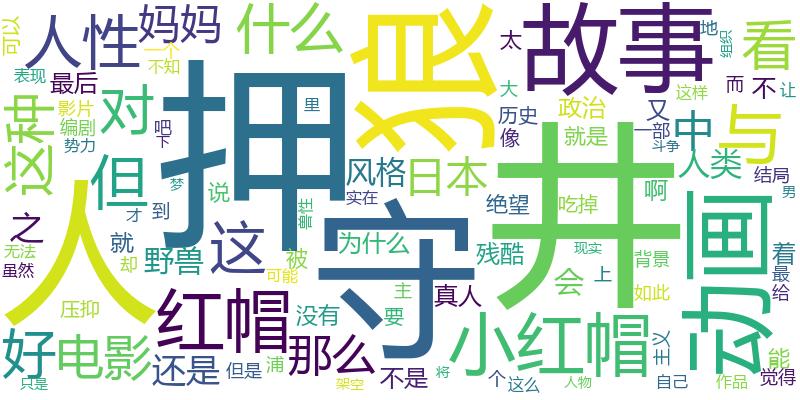 人性
妈妈
什么
狼
故事
看
可以
一个
不知
太
地
组织
表现
最后
押
里
大
而
不
让
这样
影片
编剧
势力
对
吧
下
历史
像
政治
又
一部
斗争
中
与
这种
但
就是
人类
风格
日本
井
结局
男
梦
说
实在
兽性
绝望
吃掉
啊
动画
之
才
到
人
就
野兽
却
这
被
可能
守
为什么
残酷
现实
背景
着
最
给
无法
虽然
会
上
如此
压抑
红帽
没有
主
要
真人
小红帽
主义
能
好
电影
还是
但是
浦
那么
不是
将
个
这么
人物
自己
作品
觉得
只是
架空